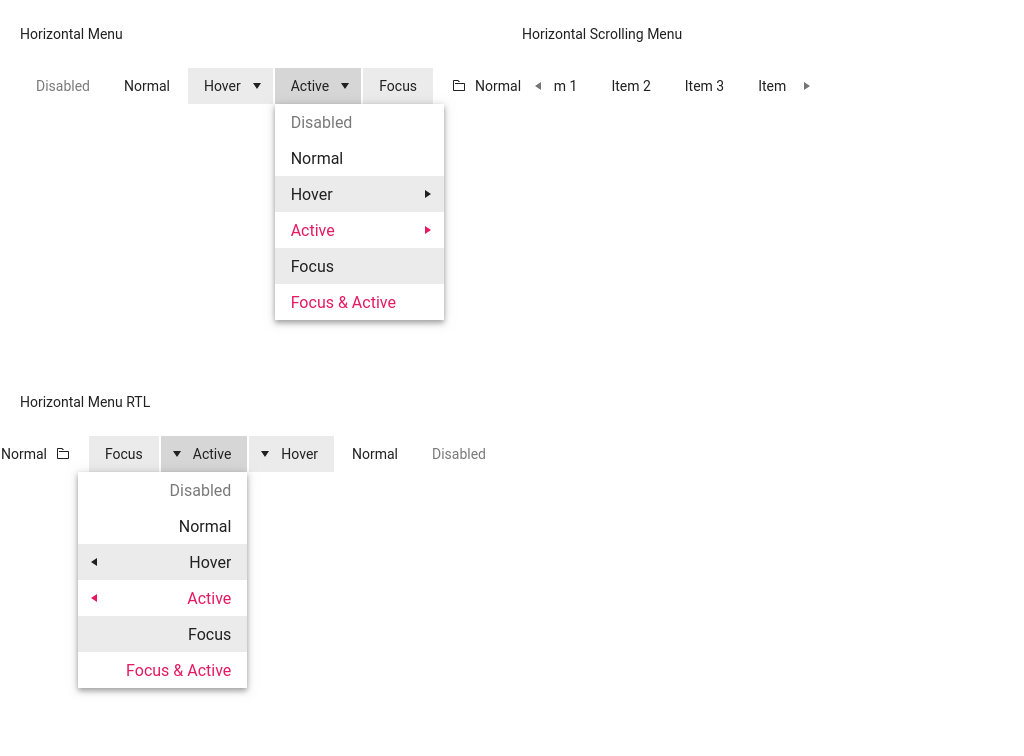 Horizontal Menu
Horizontal Scrolling Menu
Disabled Normal Hover Active Focus Normal m 1 Item 2 Item 3 Item
Disabled
Normal
Hover
Active
Focus
Focus & Active
Horizontal Menu RTL
Normal Focus Active Hover Normal Disabled
Disabled
Normal
Hover
Active
Focus
Focus & Active